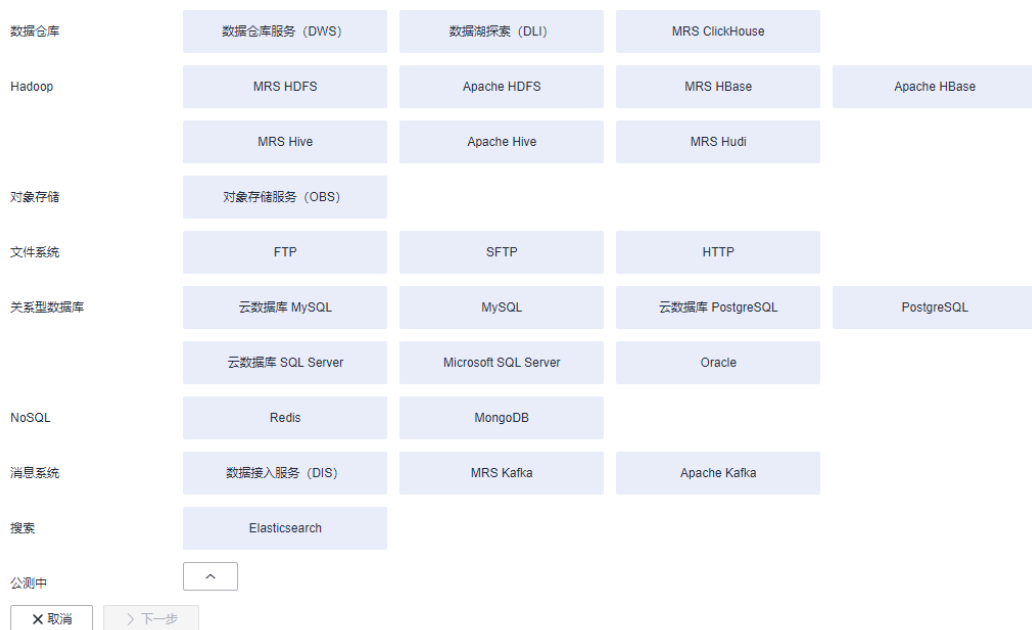 数据仓库 数据仓库服务（DWS） 数据湖探索（DLI） MRS ClickHouse
Hadoop MRS HDFS Apache HDFS MRS HBase Apache HBase
MRS Hive Apache Hive MRS Hudi
对象存储 对象存储服务（OBS）
文件系统 FTP SFTP HTTP
关系型数据库 云数据库 MySQL MySQL 云数据库 PostgreSQL PostgreSQL
云数据库 SQL Server Microsoft SQL Server Oracle
NoSQL Redis MongoDB
消息系统 数据接入服务（DIS） MRS Kafka Apache Kafka
搜索 Elasticsearch
公测中
取消 下一步